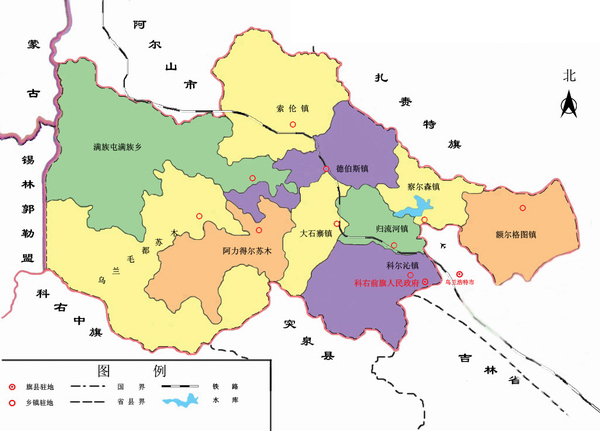 蒙古
阿尔山市
扎赉特旗
北
索伦镇
满族屯满族乡
德伯斯镇
察尔森镇
锡林郭勒盟
乌兰毛都苏木
阿力得尔苏木
大石寨镇
归流河镇
额尔格图镇
科尔沁镇
科右前旗人民政府
乌兰浩特市
科右中旗
突泉县
吉林省
图 例
旗县驻地
国 界
铁 路
乡镇驻地
省县界
水 库